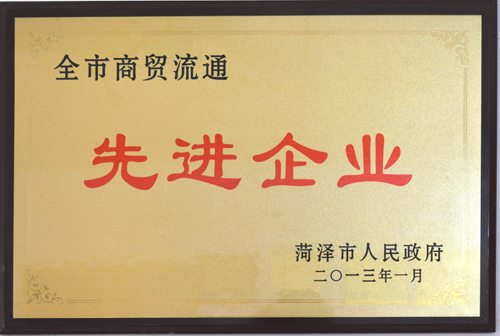 全市商贸流通
先进企业
菏泽市人民政府
二〇一三年一月